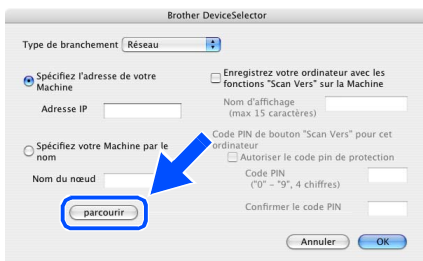 Brother DeviceSelector
Type de branchement Réseau
Spécifiez l'adresse de votre
Machine
Adresse IP
Spécifiez votre Machine par le
nom
Nom du nœud
parcourir
Enregistrez votre ordinateur avec les
fonctions "Scan Vers" sur la Machine
Nom d'affichage
(max 15 caractères)
Code PIN de bouton "Scan Vers" pour cet
ordinateur
Autoriser le code pin de protection
Code PIN
("0" - "9", 4 chiffres)
Confirmer le code PIN
Annuler
OK